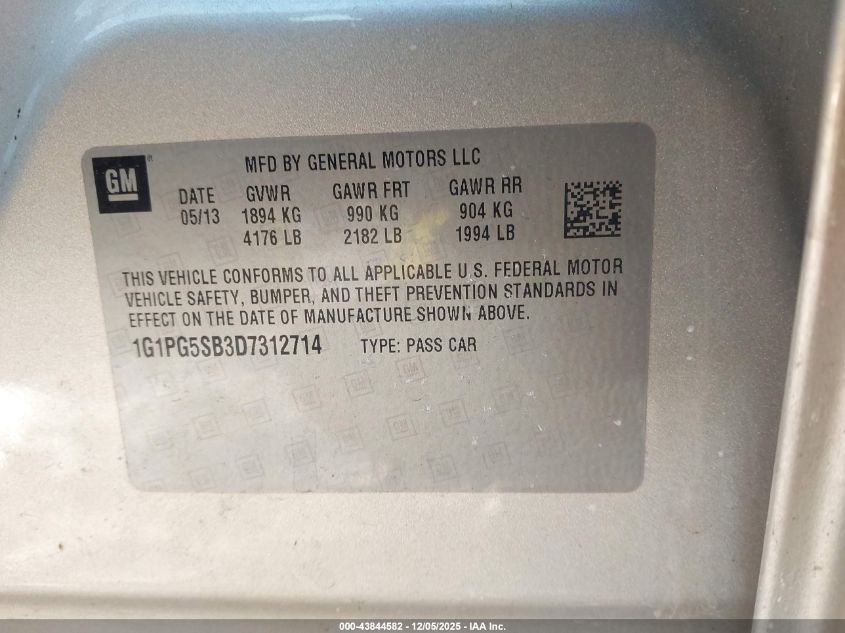 GM
MFD BY GENERAL MOTORS LLC
DATE GVWR GAWR FRT GAWR RR
05/13 1894 KG 990 KG 904 KG
4176 LB 2182 LB 1994 LB
THIS VEHICLE CONFORMS TO ALL APPLICABLE U.S. FEDERAL MOTOR
VEHICLE SAFETY, BUMPER, AND THEFT PREVENTION STANDARDS IN
EFFECT ON THE DATE OF MANUFACTURE SHOWN ABOVE.
1G1PG5SB3D7312714 TYPE: PASS CAR
000-43844582 - 12/05/2025 - IAA Inc.